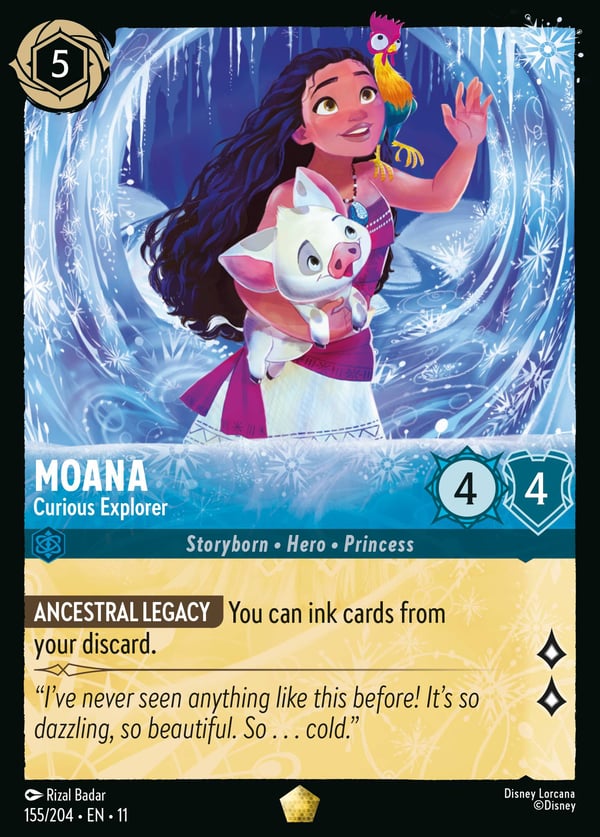 5
MOANA
Curious Explorer
4
4
Storyborn • Hero • Princess
ANCESTRAL LEGACY You can ink cards from
your discard.
“I’ve never seen anything like this before! It’s so
dazzling, so beautiful. So . . . cold.”
Rizal Badar
155/204 • EN • 11
Disney Lorcana
©Disney